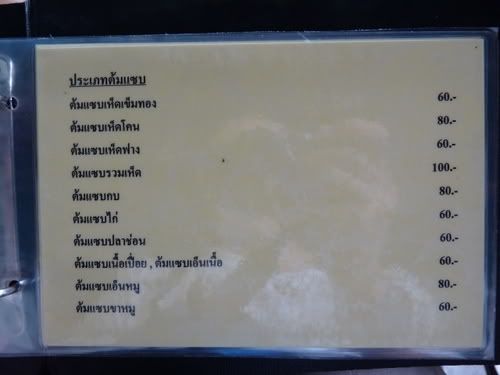 ประเภทต้มแซบ
ต้มแซบเห็ดเข็มทอง 60.-
ต้มแซบเห็ดโคน 80.-
ต้มแซบเห็ดฟาง 60.-
ต้มแซบรวมเห็ด 100.-
ต้มแซบกบ 80.-
ต้มแซบไก่ 60.-
ต้มแซบปลาช่อน 60.-
ต้มแซบเนื้อเปื่อย , ต้มแซบเอ็นเนื้อ 60.-
ต้มแซบเอ็นหมู 80.-
ต้มแซบขาหมู 60.-